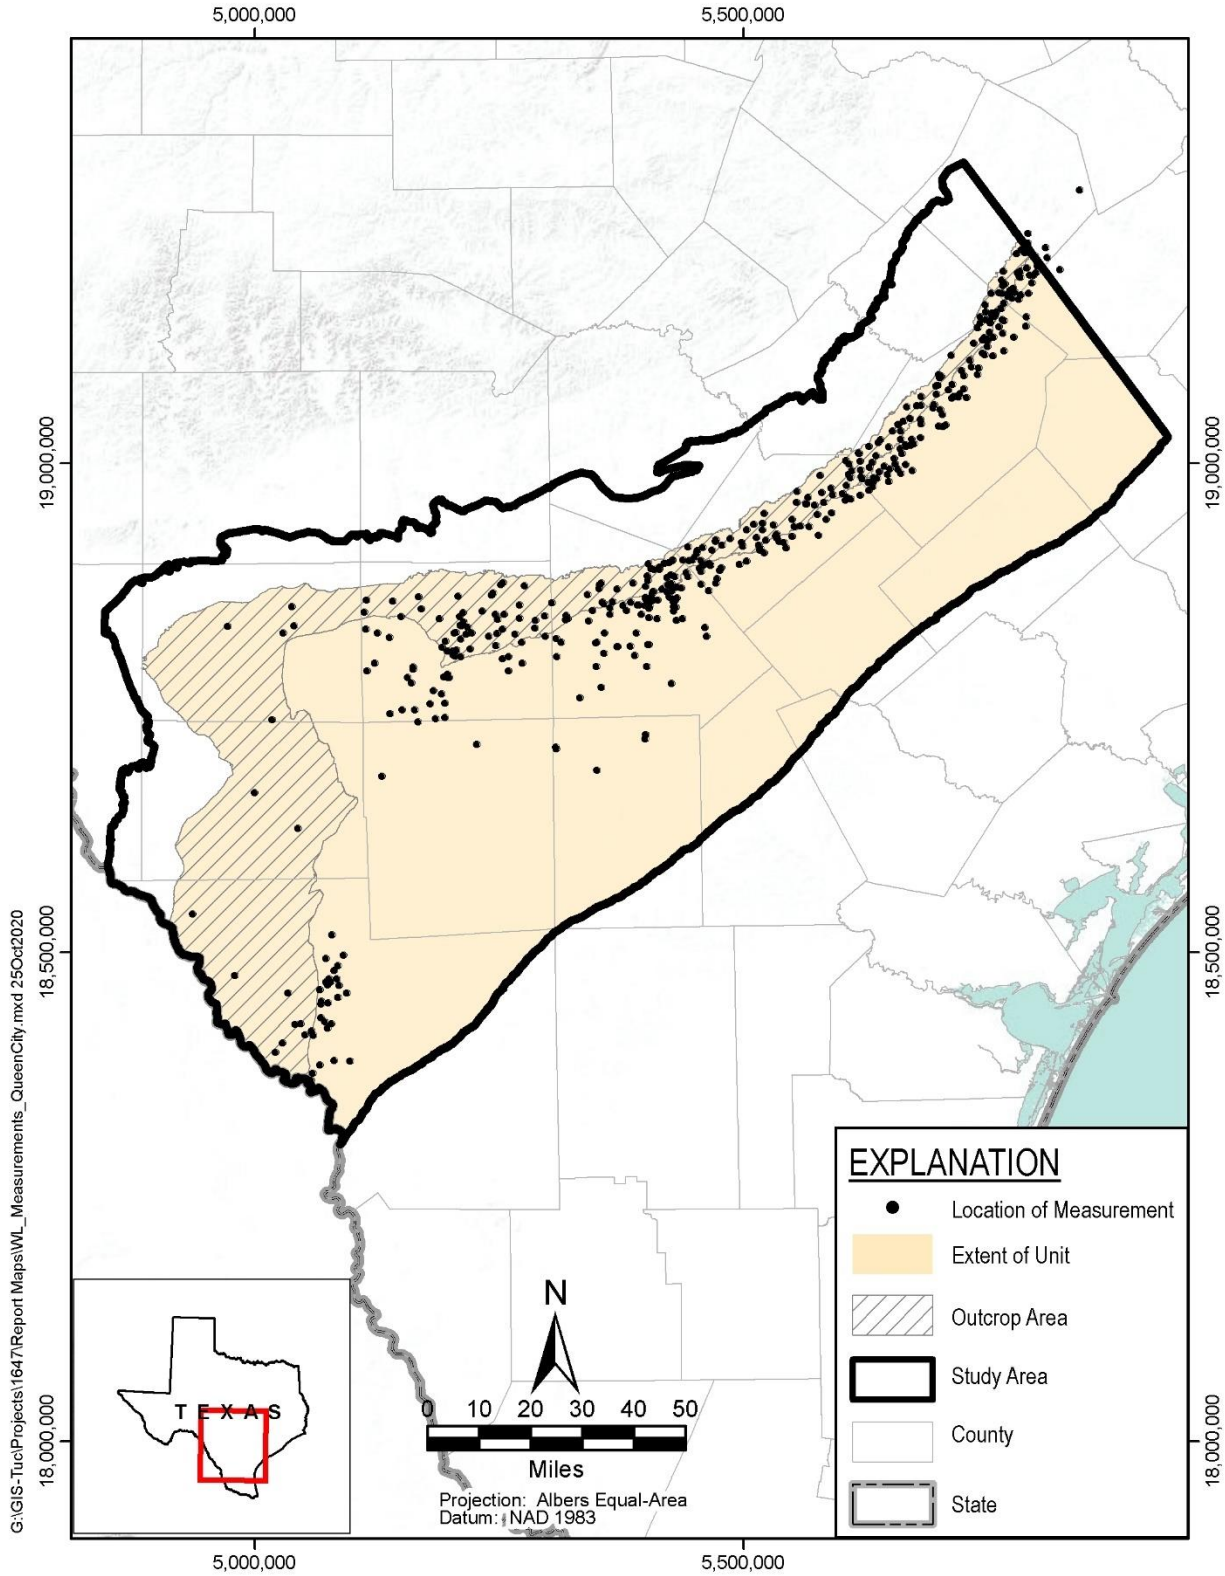 5,000,000
5,500,000
19,000,000
19,000,000
18,500,000
18,500,000
18,000,000
18,000,000
G:\GIS-Tuc\Projects\1647\Report Maps\WL_Measurements_QueenCity.mxd 25Oct2020
EXPLANATION
Location of Measurement
Extent of Unit
Outcrop Area
Study Area
County
State
TEXAS
N
0 10 20 30 40 50
Miles
Projection: Albers Equal-Area
Datum: NAD 1983
5,000,000
5,500,000